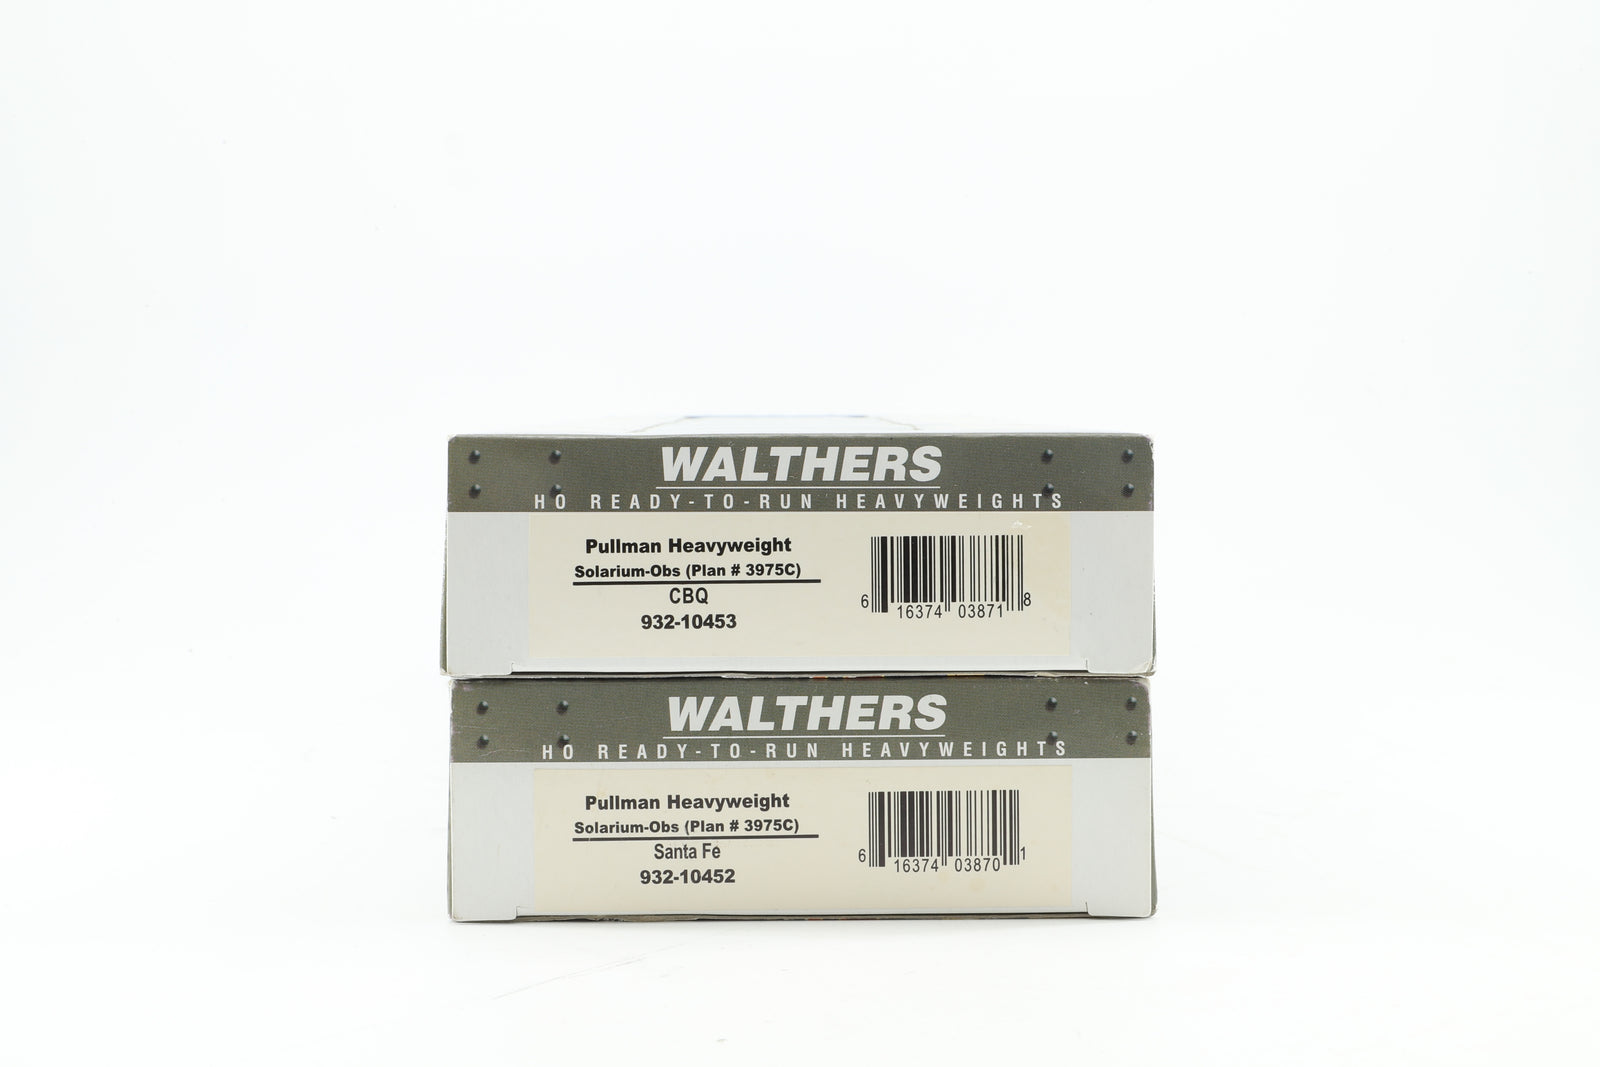 WALTHERS
HO READY-TO-RUN HEAVYWEIGHTS
Pullman Heavyweight
Solarium-Obs (Plan # 3975C)
CBQ
932-10453
6 16374 03871 8
WALTHERS
HO READY-TO-RUN HEAVYWEIGHTS
Pullman Heavyweight
Solarium-Obs (Plan # 3975C)
Santa Fe
932-10452
6 16374 03870 1